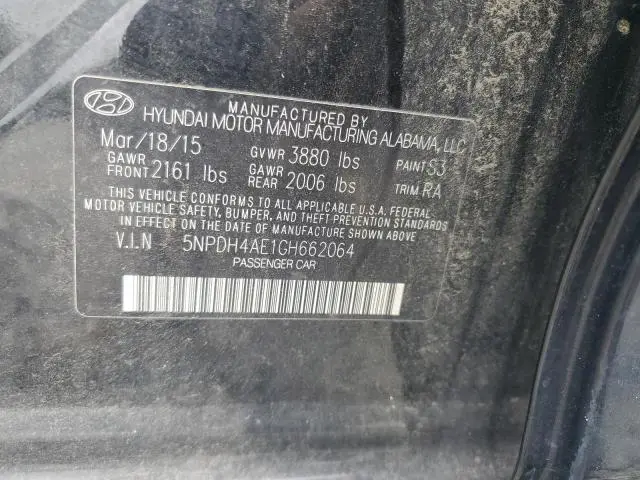 MANUFACTURED BY
HYUNDAI MOTOR MANUFACTURING ALABAMA, LLC
Mar/18/15 GVWR 3880 lbs PAINT S3
GAWR FRONT 2161 lbs GAWR REAR 2006 lbs TRIM RA
THIS VEHICLE CONFORMS TO ALL APPLICABLE U.S.A. FEDERAL
MOTOR VEHICLE SAFETY, BUMPER, AND THEFT PREVENTION STANDARDS
IN EFFECT ON THE DATE OF MANUFACTURE SHOWN ABOVE.
V.I.N 5NPDH4AE1GH662064
PASSENGER CAR